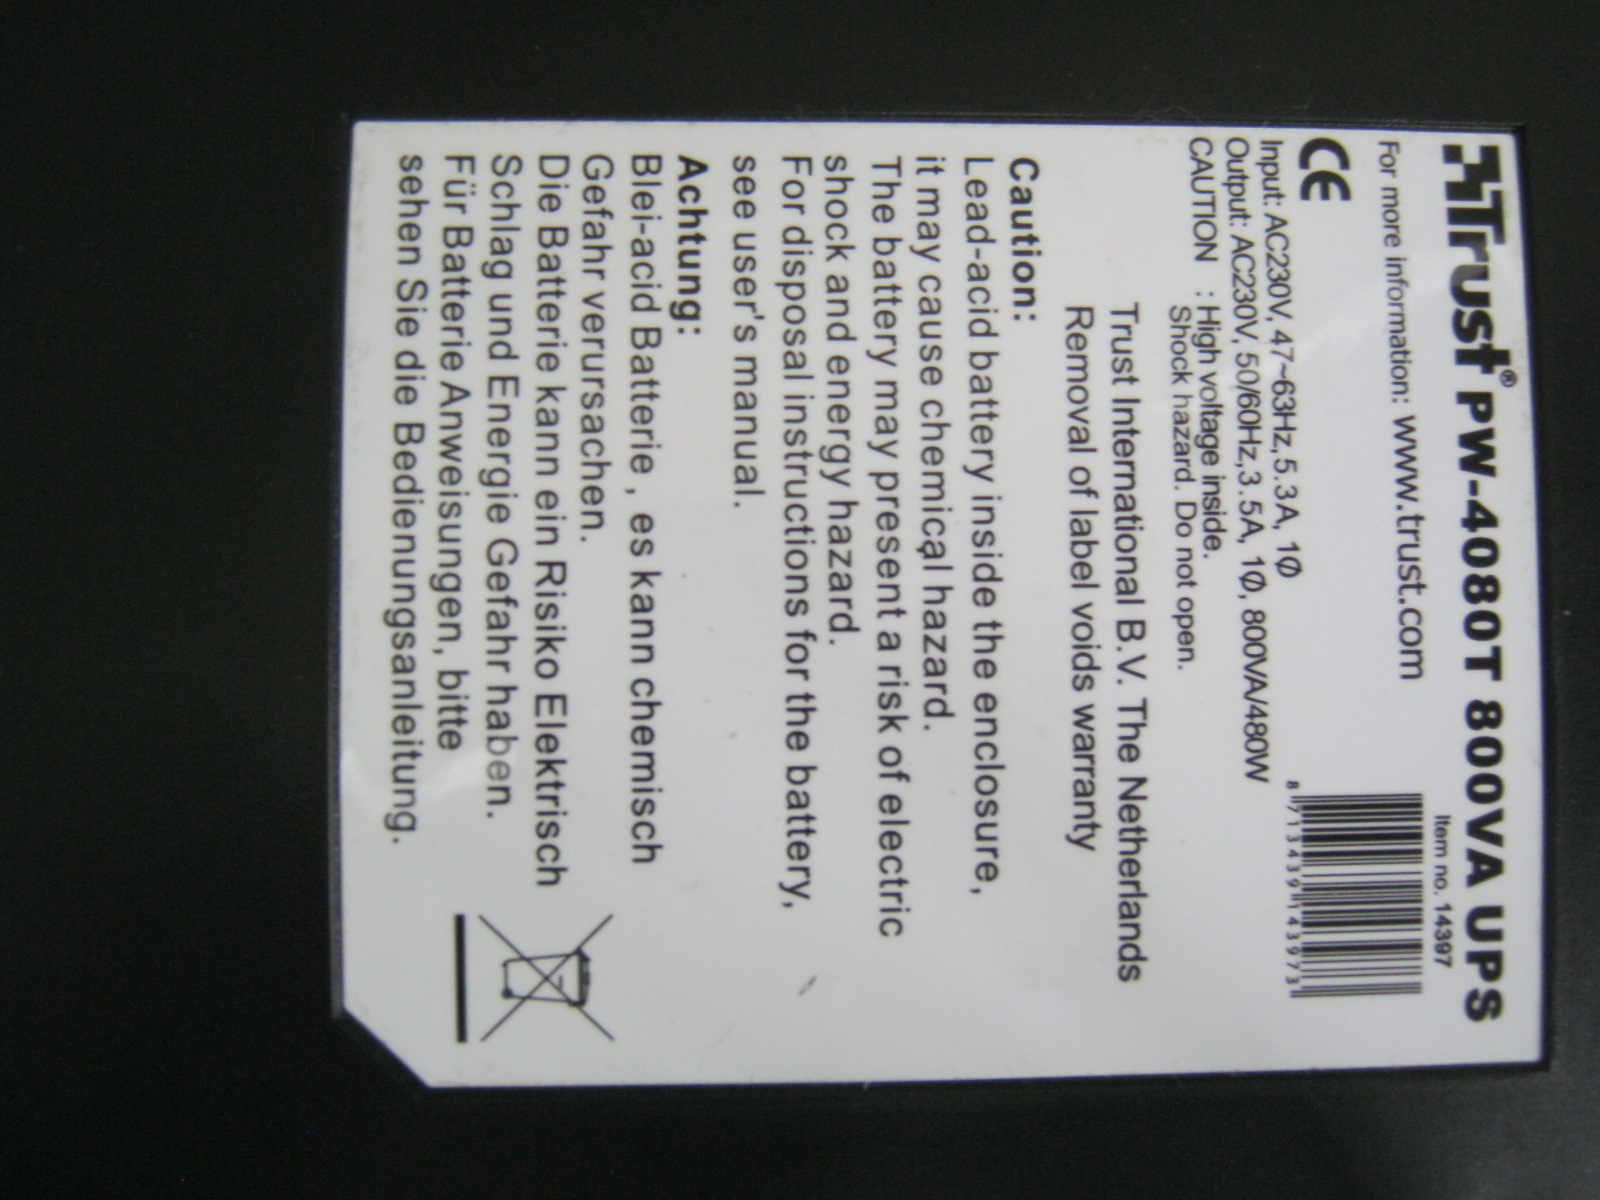 Trust® PW-4080T 800VA UPS
Item no. 14397
For more information: www.trust.com
8 713439 143973
CE
Input: AC230V, 47~63Hz, 5.3A, 1Ø
Output: AC230V, 50/60Hz, 3.5A, 1Ø, 800VA/480W
CAUTION : High voltage inside.
Shock hazard. Do not open.
Trust International B.V. The Netherlands
Removal of label voids warranty
Caution:
Lead-acid battery inside the enclosure,
it may cause chemical hazard.
The battery may present a risk of electric
shock and energy hazard.
For disposal instructions for the battery,
see user's manual.
Achtung:
Blei-acid Batterie , es kann chemisch
Gefahr verursachen.
Die Batterie kann ein Risiko Elektrisch
Schlag und Energie Gefahr haben.
Für Batterie Anweisungen, bitte
sehen Sie die Bedienungsanleitung.